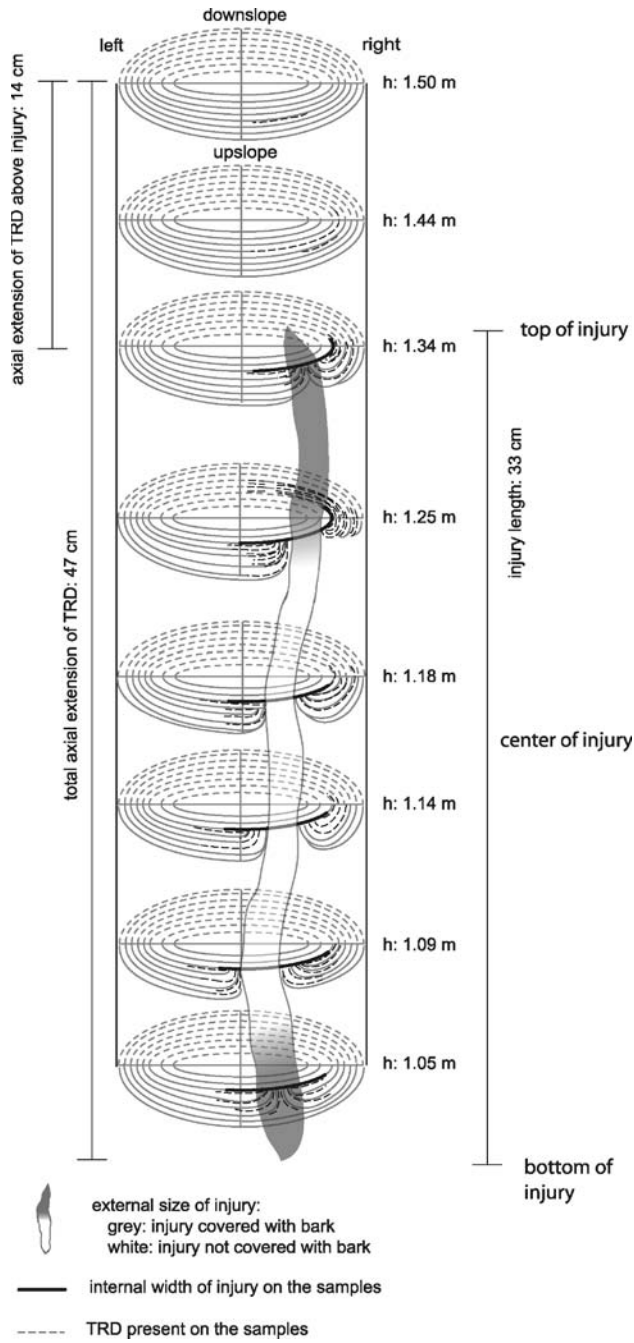 downslope
left
right
h: 1.50 m
axial extension of TRD above injury: 14 cm
upslope
h: 1.44 m
top of injury
h: 1.34 m
injury length: 33 cm
h: 1.25 m
total axial extension of TRD: 47 cm
h: 1.18 m
center of injury
h: 1.14 m
h: 1.09 m
h: 1.05 m
bottom of
injury
external size of injury:
grey: injury covered with bark
white: injury not covered with bark
internal width of injury on the samples
TRD present on the samples